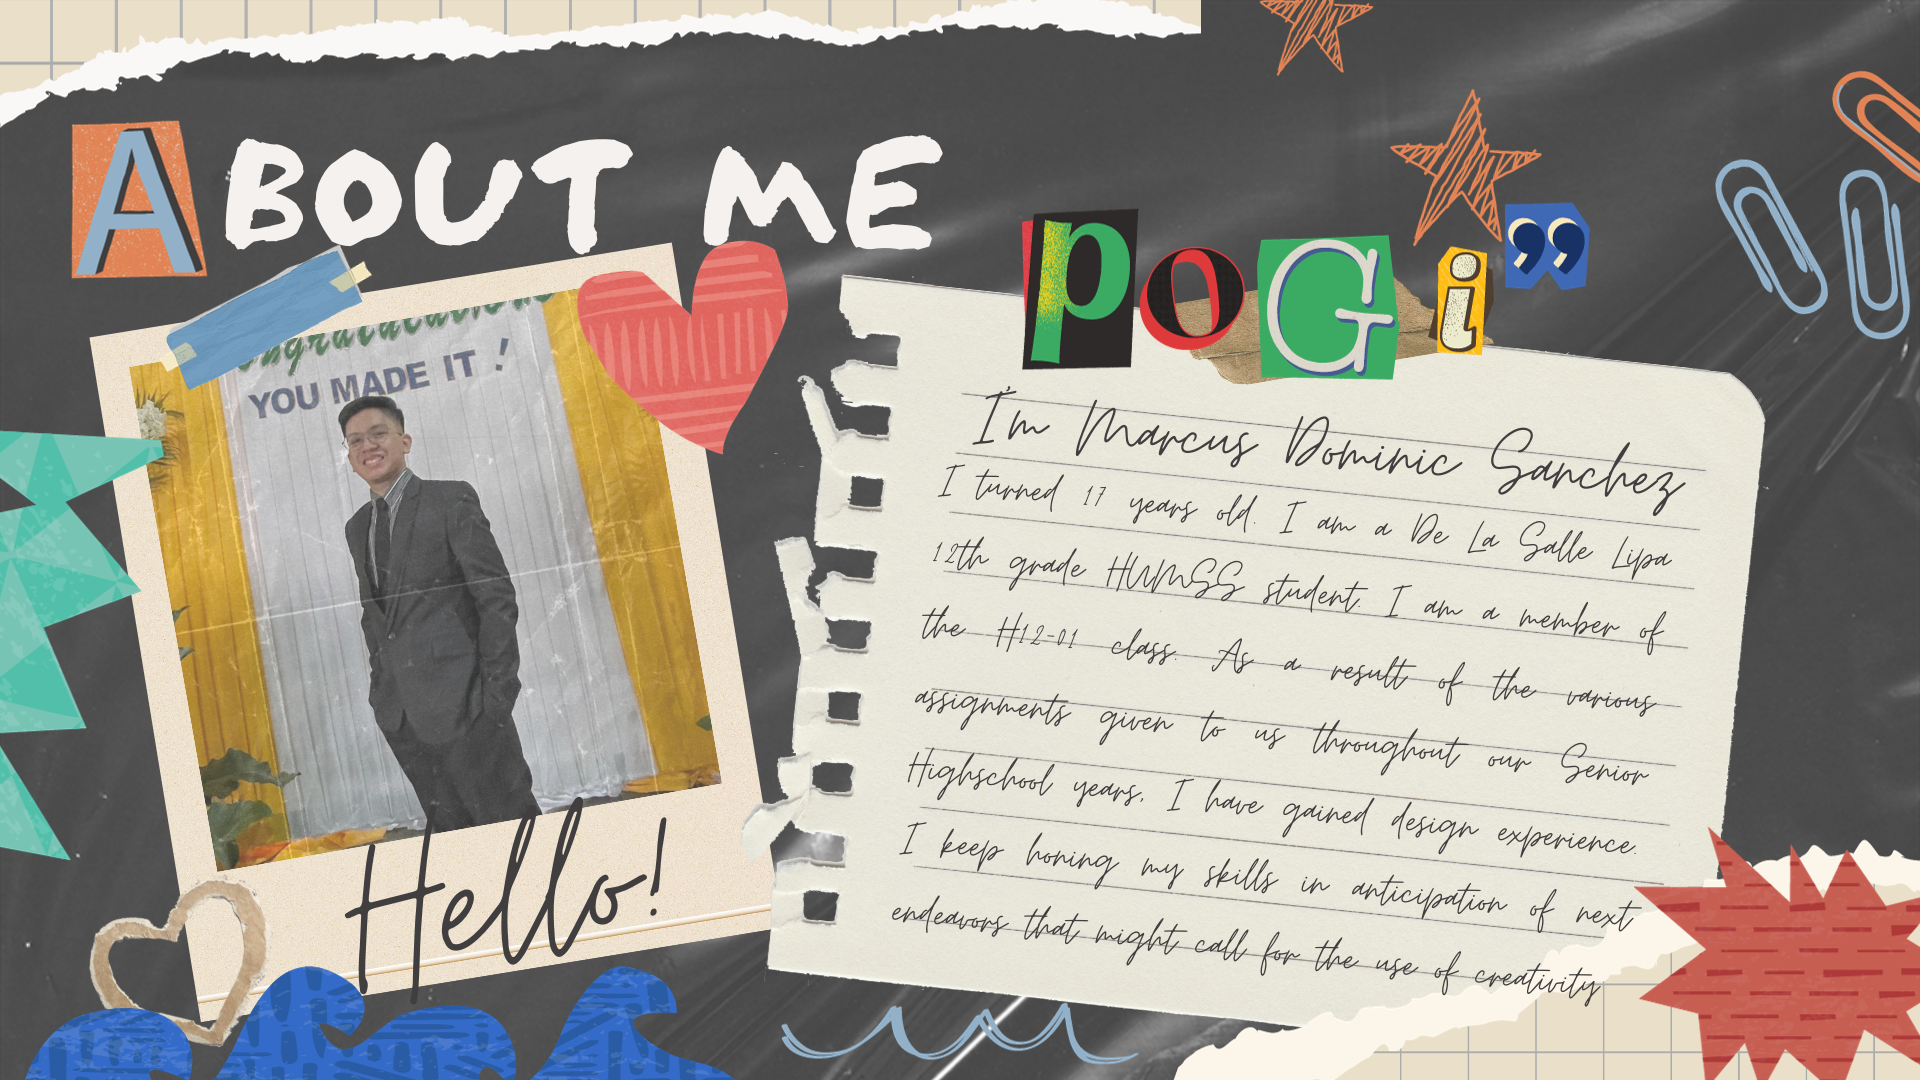 ABOUT ME
POGi”
Congratulations
YOU MADE IT !
Hello!
I'm Marcus Dominic Sanchez
I turned 17 years old. I am a De La Salle Lipa
12th grade HUMSS student. I am a member of
the H12-01 class. As a result of the various
assignments given to us throughout our Senior
Highschool years, I have gained design experience.
I keep honing my skills in anticipation of next
endeavors that might call for the use of creativity